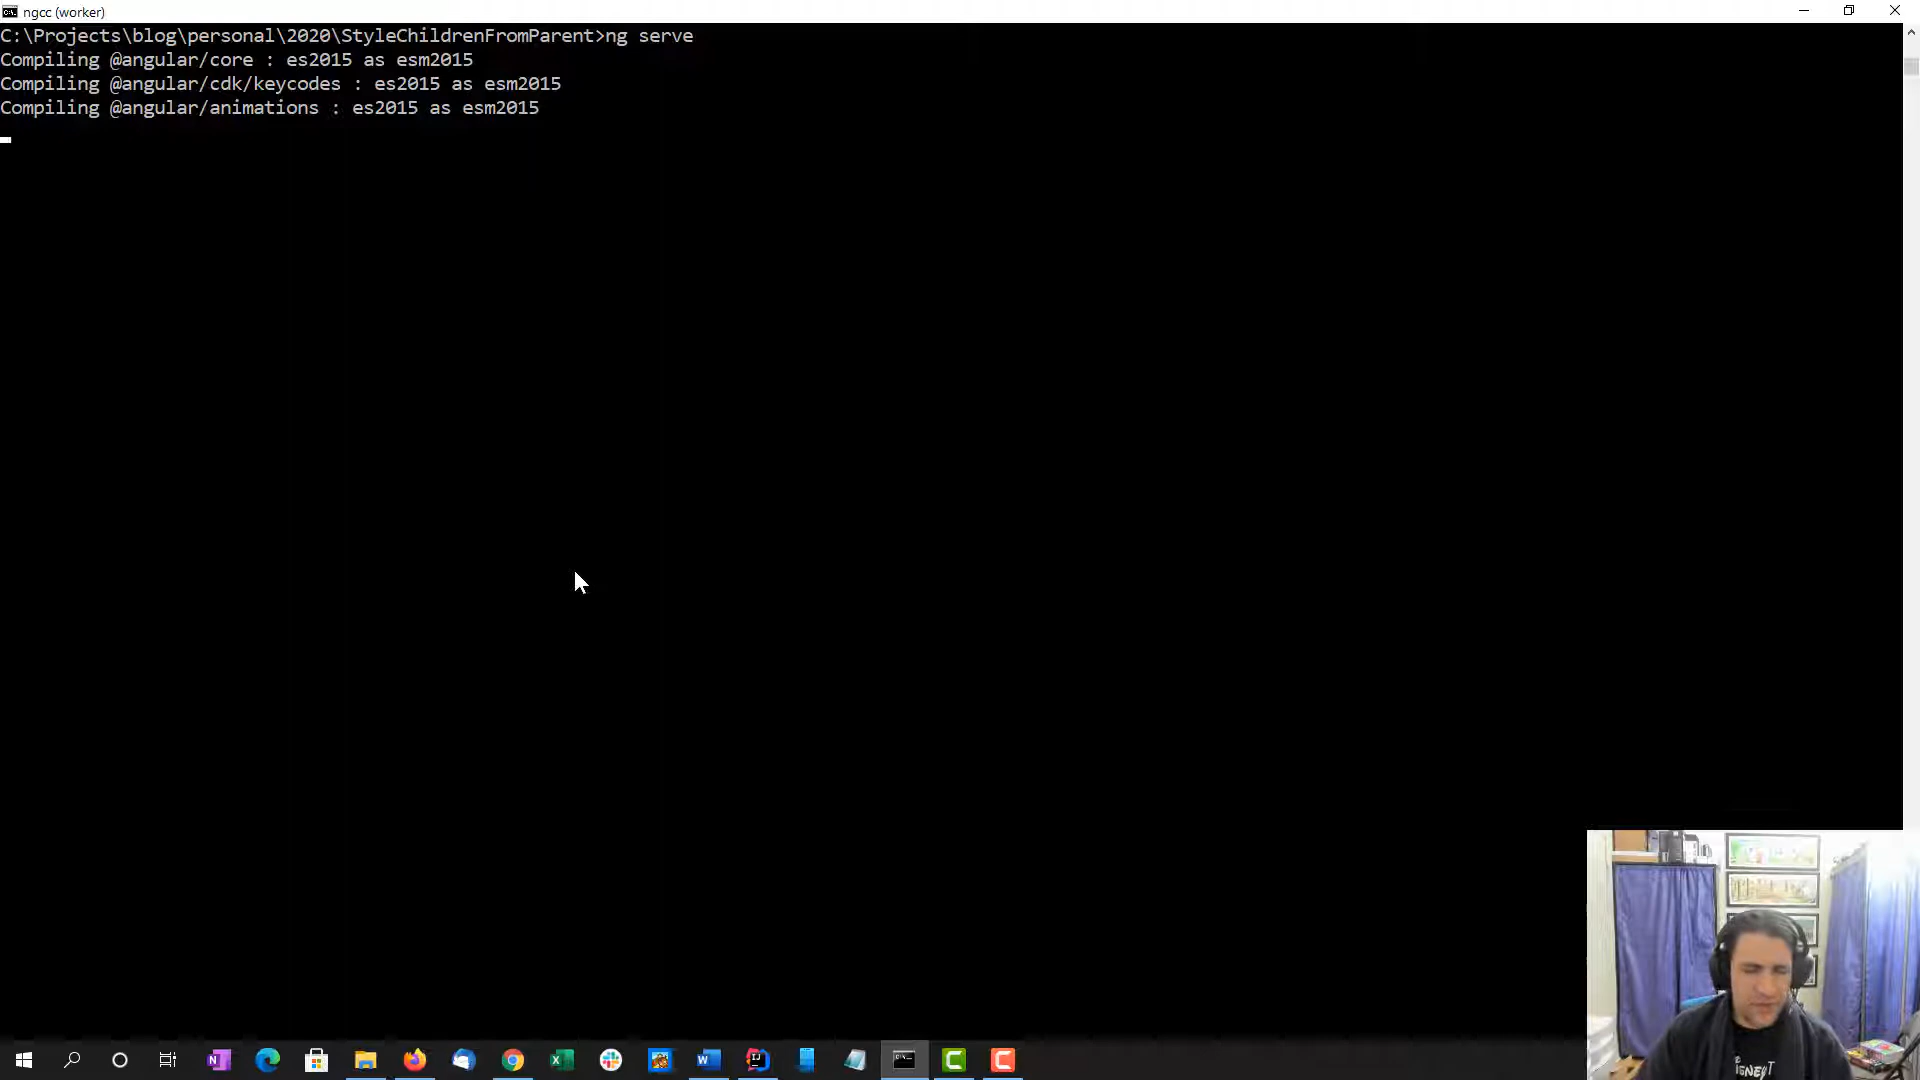 ngcc (worker)
C:\Projects\blog\personal\2020\StyleChildrenFromParent>ng serve
Compiling @angular/core : es2015 as esm2015
Compiling @angular/cdk/keycodes : es2015 as esm2015
Compiling @angular/animations : es2015 as esm2015